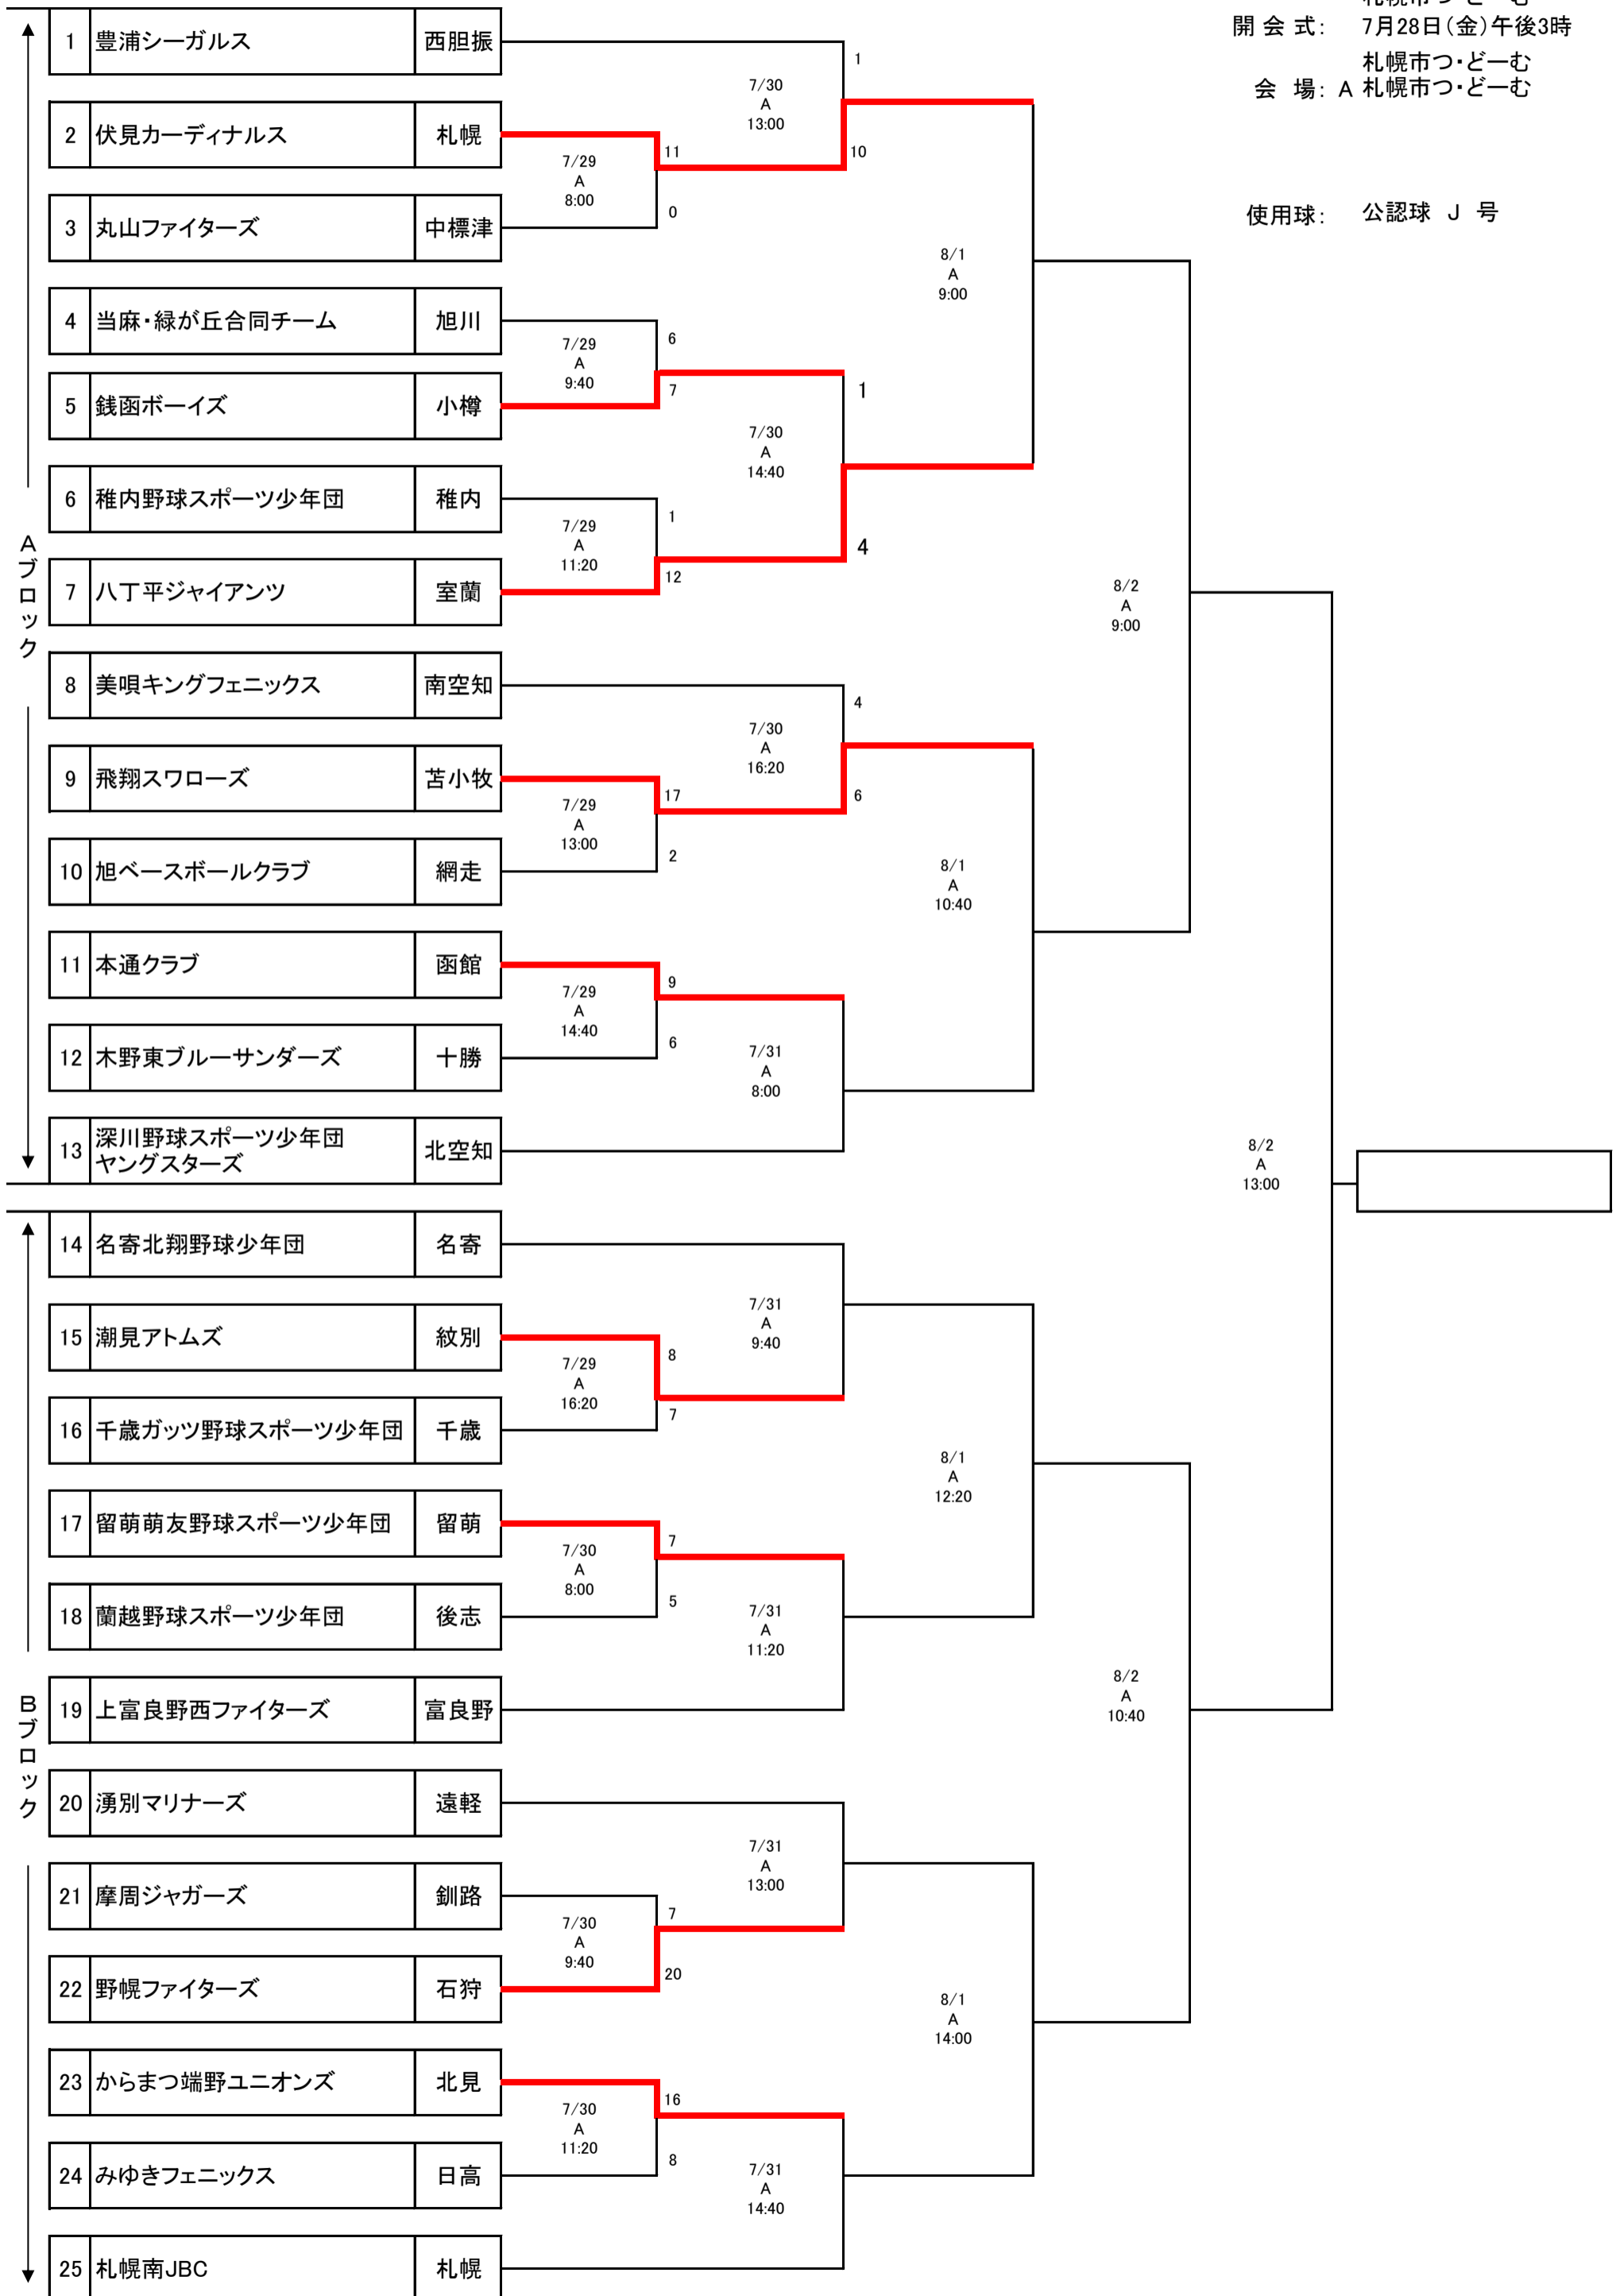 札幌市つ・どーむ
開 会 式： 7月28日（金）午後3時
札幌市つ・どーむ
会 場： A 札幌市つ・どーむ
使用球： 公認球 J 号
Aブロック
1 豊浦シーガルス 西胆振
2 伏見カーディナルス 札幌
3 丸山ファイターズ 中標津
4 当麻・緑が丘合同チーム 旭川
5 銭函ボーイズ 小樽
6 稚内野球スポーツ少年団 稚内
7 八丁平ジャイアンツ 室蘭
8 美唄キングフェニックス 南空知
9 飛翔スワローズ 苫小牧
10 旭ベースボールクラブ 網走
11 本通クラブ 函館
12 木野東ブルーサンダーズ 十勝
13 深川野球スポーツ少年団
ヤングスターズ 北空知
Bブロック
14 名寄北翔野球少年団 名寄
15 潮見アトムズ 紋別
16 千歳ガッツ野球スポーツ少年団 千歳
17 留萌萌友野球スポーツ少年団 留萌
18 蘭越野球スポーツ少年団 後志
19 上富良野西ファイターズ 富良野
20 湧別マリナーズ 遠軽
21 摩周ジャガーズ 釧路
22 野幌ファイターズ 石狩
23 からまつ端野ユニオンズ 北見
24 みゆきフェニックス 日高
25 札幌南JBC 札幌
7/29
A
8:00
11
0
7/29
A
9:40
6
7
7/29
A
11:20
1
12
7/29
A
13:00
17
2
7/29
A
14:40
9
6
7/29
A
16:20
8
7
7/30
A
8:00
7
5
7/30
A
9:40
7
20
7/30
A
11:20
16
8
7/30
A
13:00
1
10
7/30
A
14:40
1
4
7/30
A
16:20
4
6
7/31
A
8:00
7/31
A
9:40
7/31
A
11:20
7/31
A
13:00
7/31
A
14:40
8/1
A
9:00
8/1
A
10:40
8/1
A
12:20
8/1
A
14:00
8/2
A
9:00
8/2
A
10:40
8/2
A
13:00